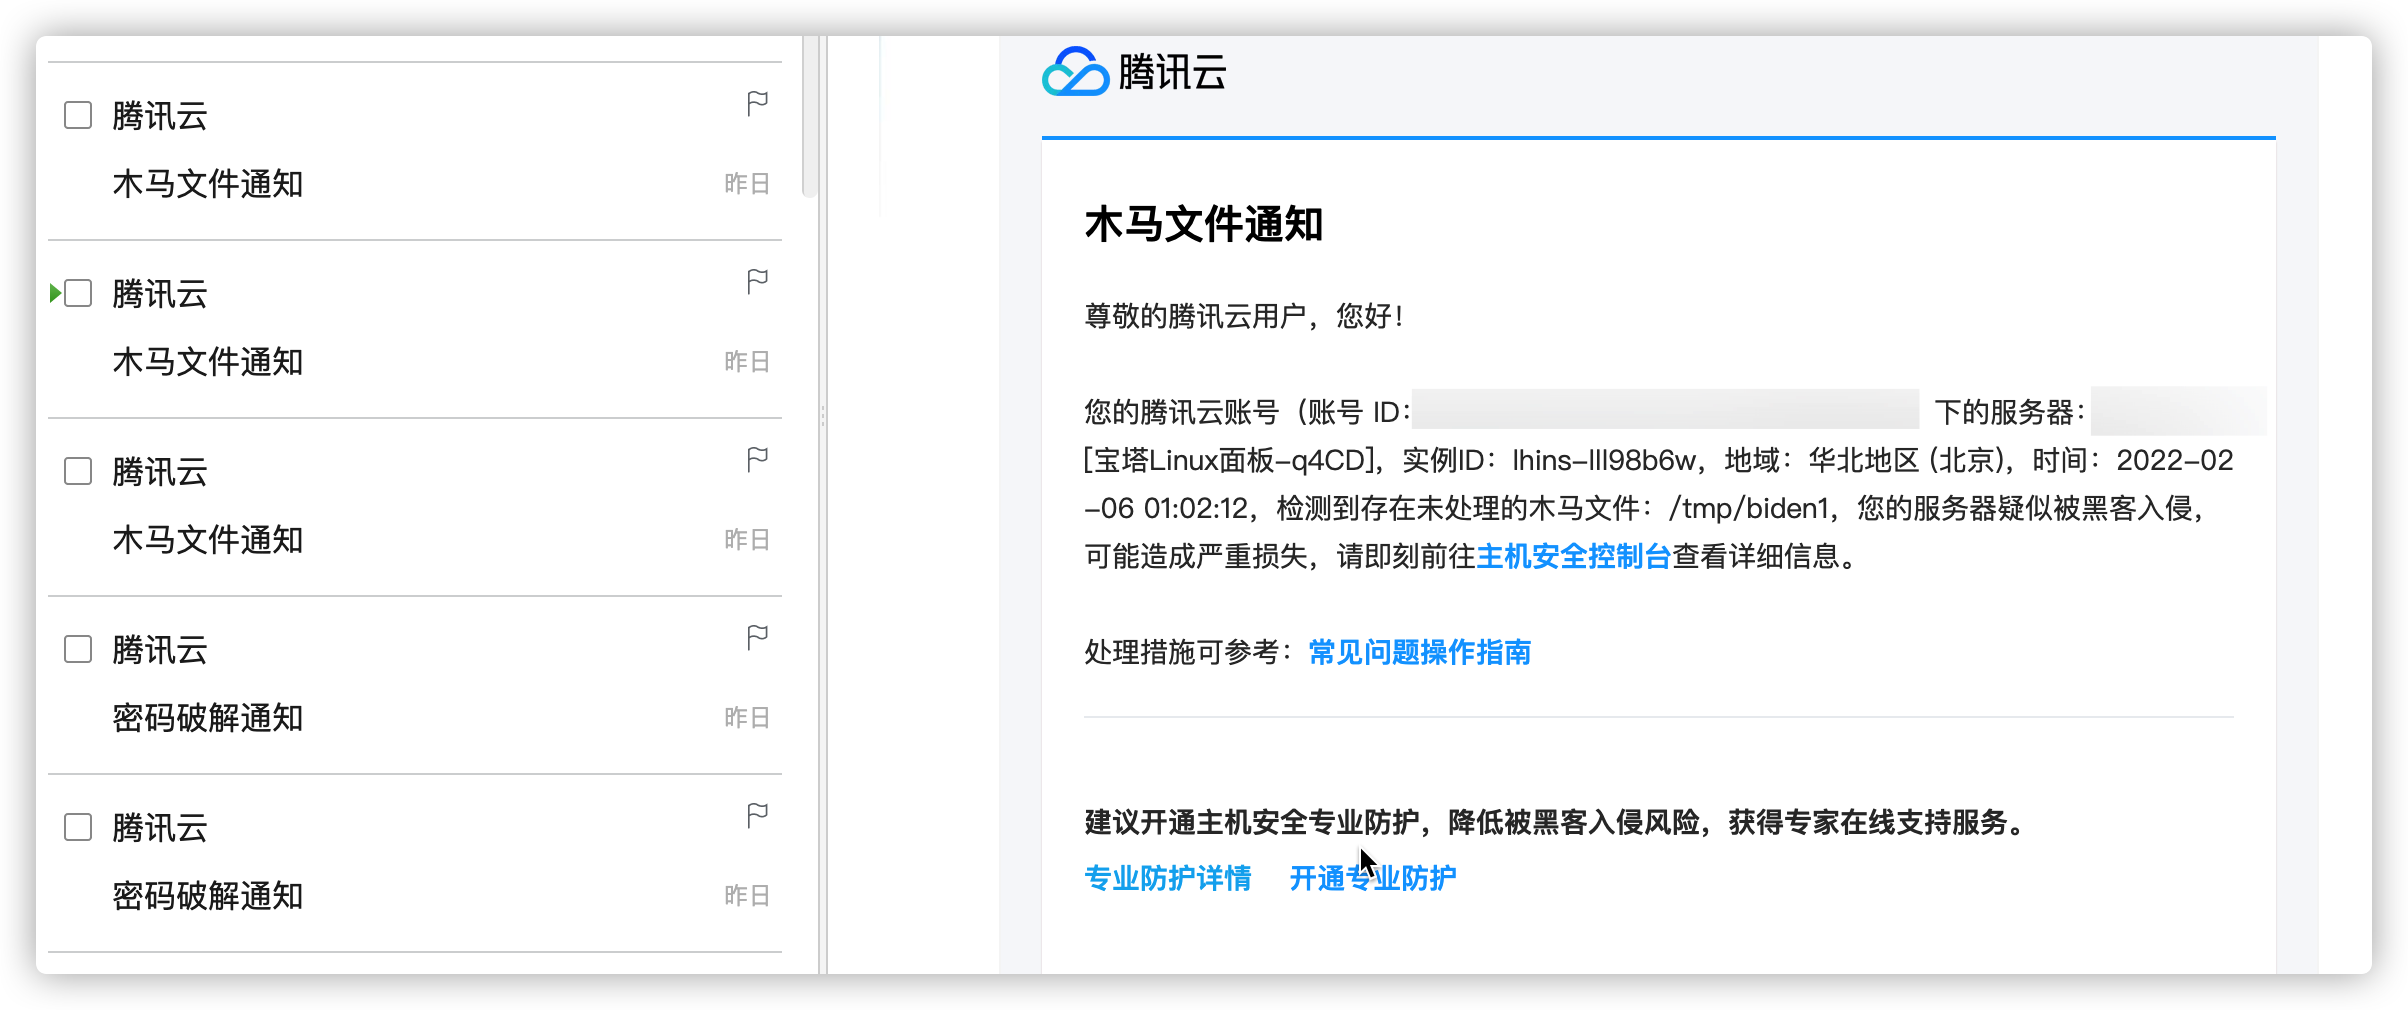 腾讯云
木马文件通知
昨日
腾讯云
木马文件通知
昨日
腾讯云
木马文件通知
昨日
腾讯云
密码破解通知
昨日
腾讯云
密码破解通知
昨日
腾讯云
木马文件通知
尊敬的腾讯云用户，您好！
您的腾讯云账号（账号 ID： 下的服务器：
[宝塔Linux面板-q4CD]，实例ID：lhins-lll98b6w，地域：华北地区 (北京)，时间：2022-02
-06 01:02:12，检测到存在未处理的木马文件：/tmp/biden1，您的服务器疑似被黑客入侵，
可能造成严重损失，请即刻前往主机安全控制台查看详细信息。
处理措施可参考：常见问题操作指南
建议开通主机安全专业防护，降低被黑客入侵风险，获得专家在线支持服务。
专业防护详情 开通专业防护